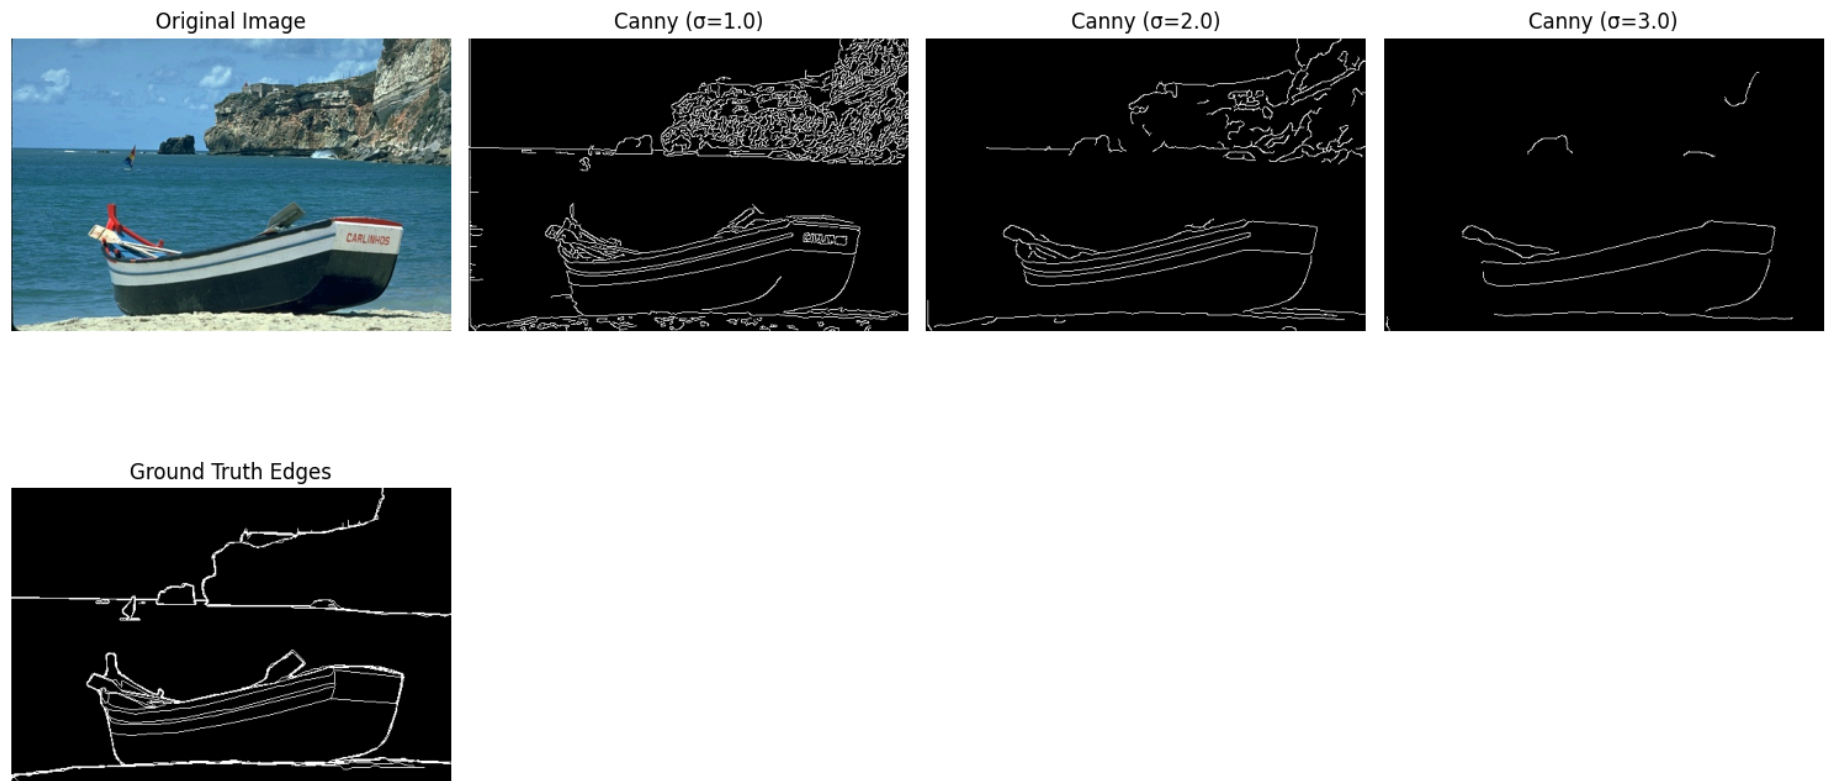 Original Image
Canny (σ=1.0)
Canny (σ=2.0)
Canny (σ=3.0)
CARLINHOS
Ground Truth Edges